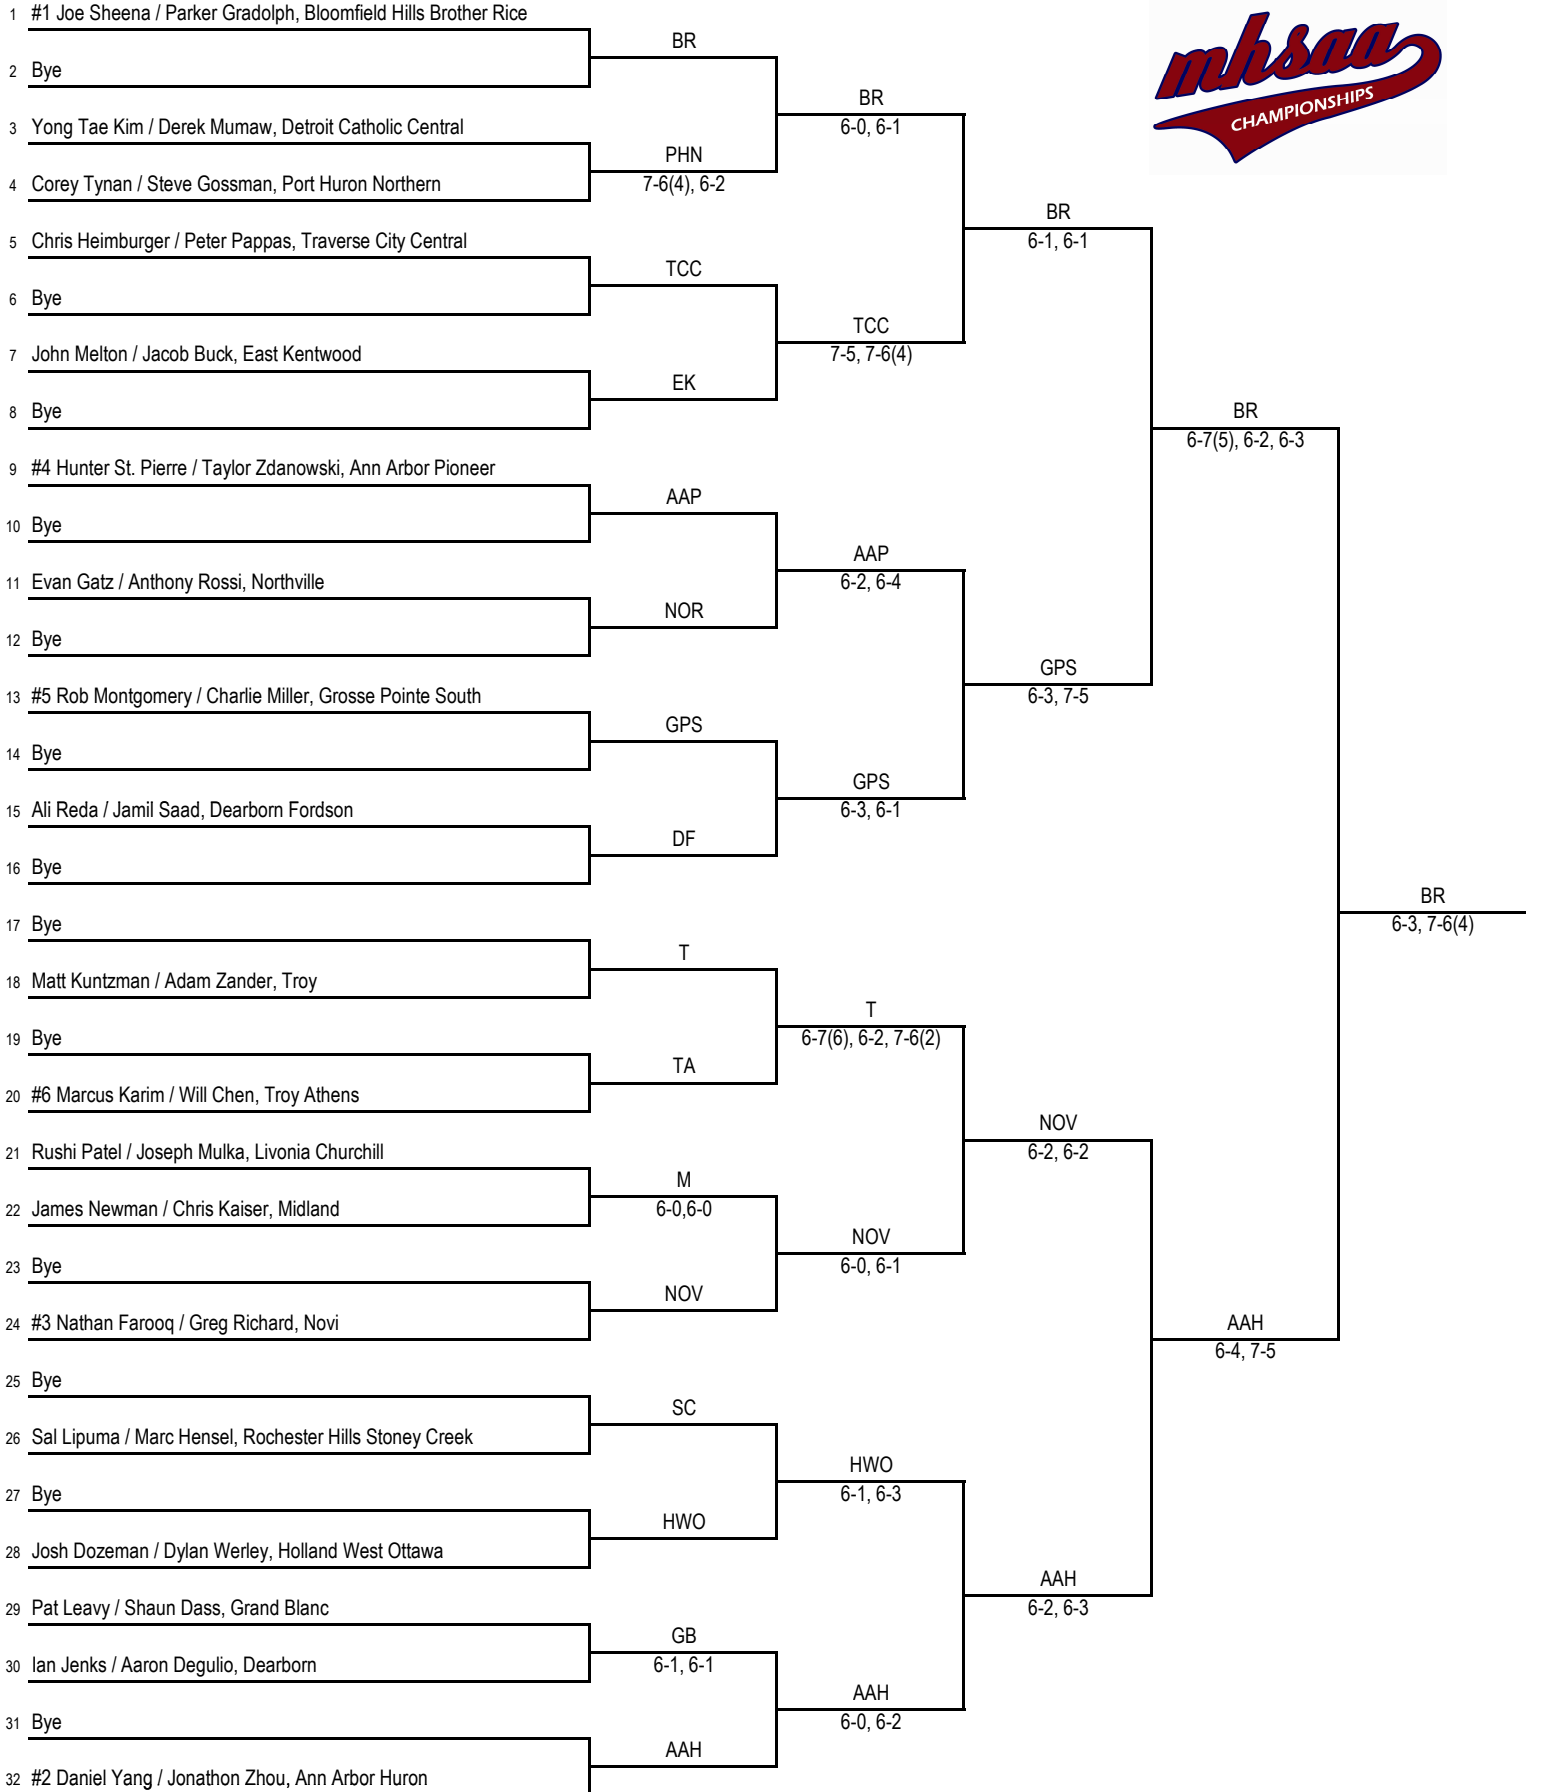 1 #1 Joe Sheena / Parker Gradolph, Bloomfield Hills Brother Rice
mhsaa
BR
2 Bye
CHAMPIONSHIPS
BR
3 Yong Tae Kim / Derek Mumaw, Detroit Catholic Central
6-0, 6-1
PHN
4 Corey Tynan / Steve Gossman, Port Huron Northern
7-6(4), 6-2
BR
5 Chris Heimburger / Peter Pappas, Traverse City Central
6-1, 6-1
TCC
6 Bye
TCC
7 John Melton / Jacob Buck, East Kentwood
7-5, 7-6(4)
EK
8 Bye
BR
6-7(5), 6-2, 6-3
9 #4 Hunter St. Pierre / Taylor Zdanowski, Ann Arbor Pioneer
AAP
10 Bye
AAP
11 Evan Gatz / Anthony Rossi, Northville
6-2, 6-4
NOR
12 Bye
GPS
13 #5 Rob Montgomery / Charlie Miller, Grosse Pointe South
6-3, 7-5
GPS
14 Bye
GPS
15 Ali Reda / Jamil Saad, Dearborn Fordson
6-3, 6-1
DF
16 Bye
BR
17 Bye
6-3, 7-6(4)
T
18 Matt Kuntzman / Adam Zander, Troy
T
19 Bye
6-7(6), 6-2, 7-6(2)
TA
20 #6 Marcus Karim / Will Chen, Troy Athens
NOV
21 Rushi Patel / Joseph Mulka, Livonia Churchill
6-2, 6-2
M
22 James Newman / Chris Kaiser, Midland
6-0,6-0
NOV
23 Bye
6-0, 6-1
NOV
24 #3 Nathan Farooq / Greg Richard, Novi
AAH
6-4, 7-5
25 Bye
SC
26 Sal Lipuma / Marc Hensel, Rochester Hills Stoney Creek
HWO
27 Bye
6-1, 6-3
HWO
28 Josh Dozeman / Dylan Werley, Holland West Ottawa
AAH
29 Pat Leavy / Shaun Dass, Grand Blanc
6-2, 6-3
GB
30 Ian Jenks / Aaron Degulio, Dearborn
6-1, 6-1
AAH
31 Bye
6-0, 6-2
AAH
32 #2 Daniel Yang / Jonathon Zhou, Ann Arbor Huron